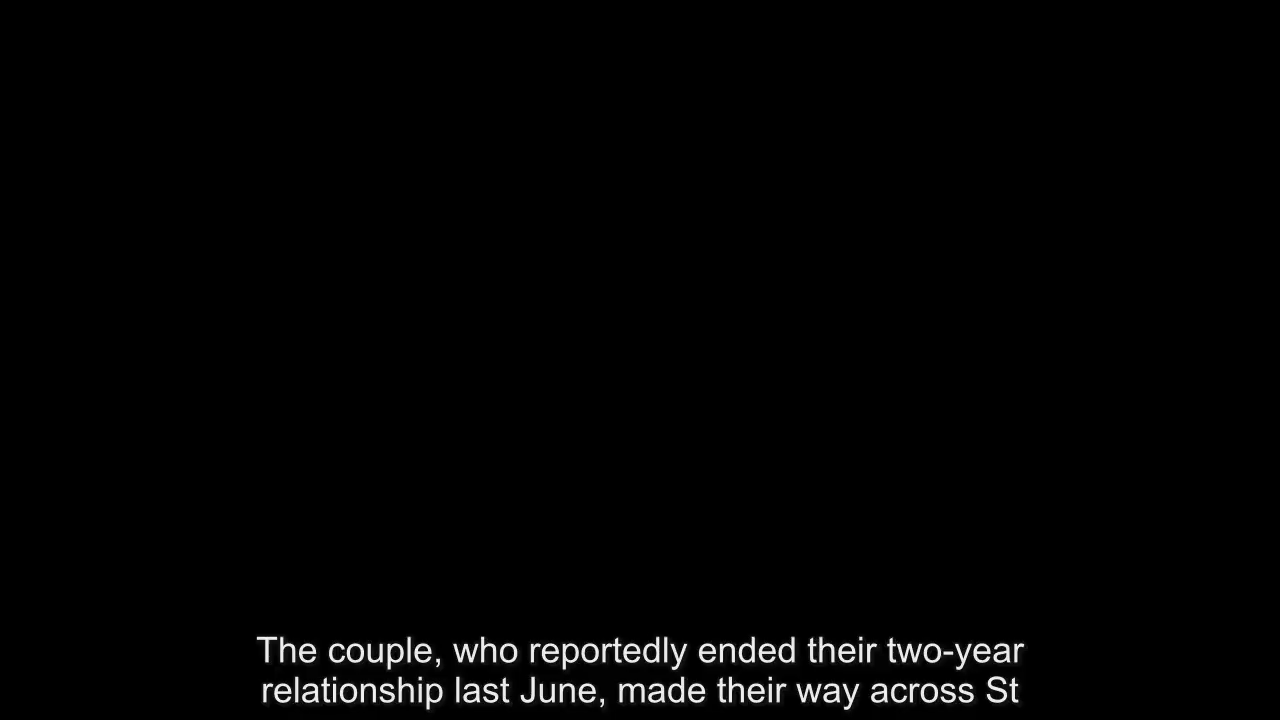 The couple, who reportedly ended their two-year
relationship last June, made their way across St